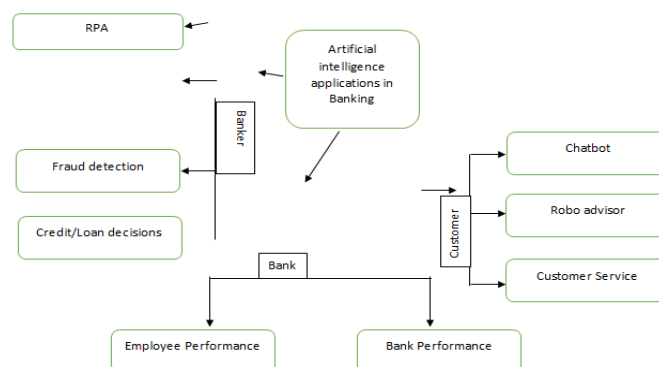 RPA
Artificial
intelligence
applications in
Banking
Banker
Chatbot
Fraud detection
Robo advisor
Credit/Loan decisions
Customer
Bank
Customer Service
Employee Performance
Bank Performance